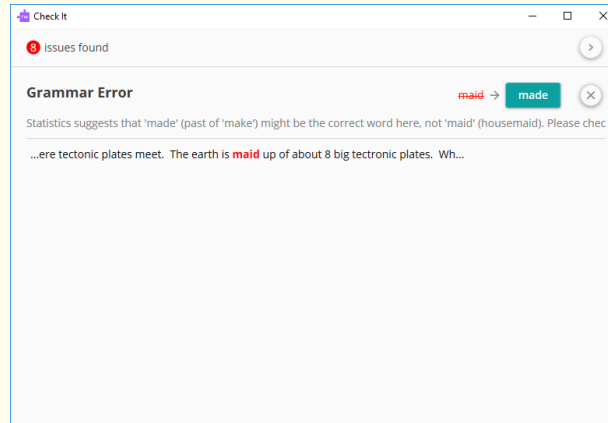 Check It
8 issues found
Grammar Error
maid → made
Statistics suggests that 'made' (past of 'make') might be the correct word here, not 'maid' (housemaid). Please chec
...ere tectonic plates meet. The earth is maid up of about 8 big tectronic plates. Wh...